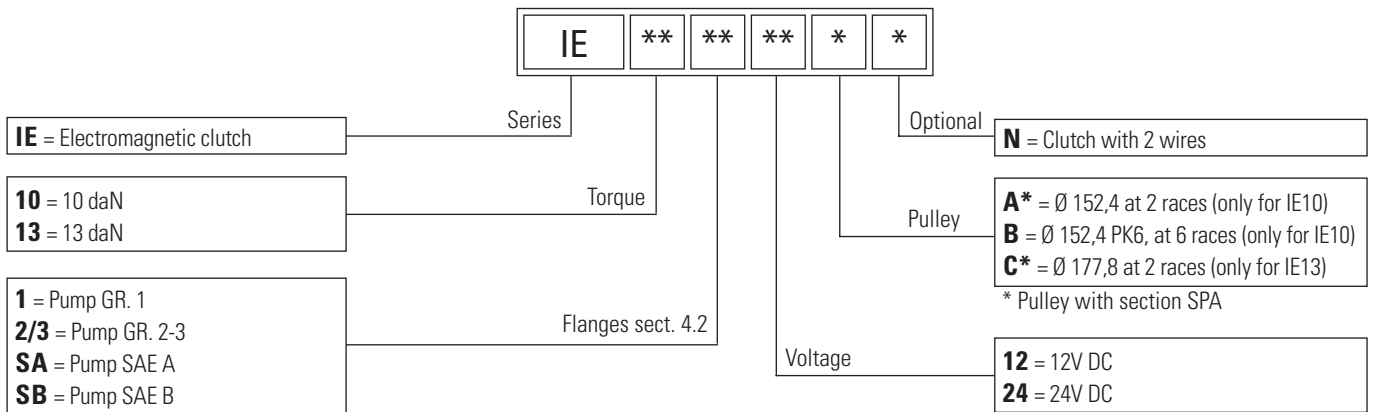 IE ** ** ** * *
Series
Optional
IE = Electromagnetic clutch
N = Clutch with 2 wires
Torque
10 = 10 daN
13 = 13 daN
Pulley
A* = Ø 152,4 at 2 races (only for IE10)
B = Ø 152,4 PK6, at 6 races (only for IE10)
C* = Ø 177,8 at 2 races (only for IE13)
* Pulley with section SPA
Flanges sect. 4.2
1 = Pump GR. 1
2/3 = Pump GR. 2-3
SA = Pump SAE A
SB = Pump SAE B
Voltage
12 = 12V DC
24 = 24V DC